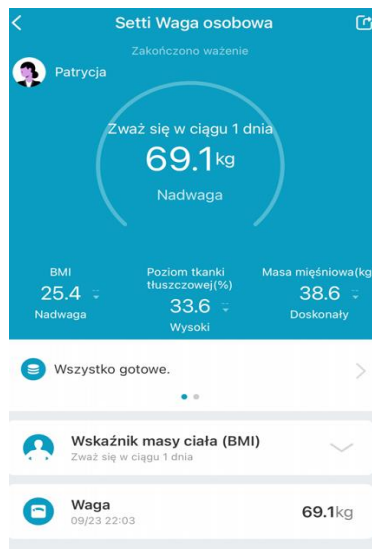 Setti Waga osobowa
Zakończono ważenie
Patrycja
Zważ się w ciągu 1 dnia
69.1kg
Nadwaga
BMI
25.4
Nadwaga
Poziom tkanki
tłuszczowej(%)
33.6
Wysoki
Masa mięśniowa(kg
38.6
Doskonały
Wszystko gotowe.
Wskaźnik masy ciała (BMI)
Zważ się w ciągu 1 dnia
Waga
09/23 22:03
69.1kg